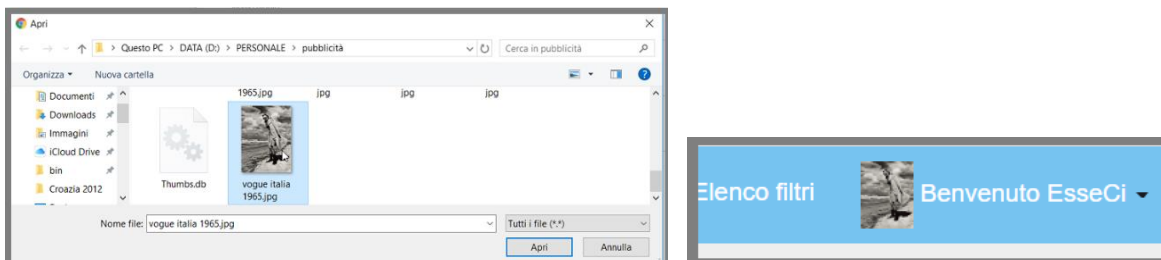 Apri
Questo PC > DATA (D:) > PERSONALE > pubblicità
Cerca in pubblicità
Organizza
Nuova cartella
Documenti
Downloads
Immagini
iCloud Drive
bin
Croazia 2012
1965.jpg
jpg
jpg
jpg
Thumbs.db
vogue italia
1965.jpg
Nome file: vogue italia 1965.jpg
Tutti i file (*.*)
Apri
Annulla
Elenco filtri
Benvenuto EsseCi